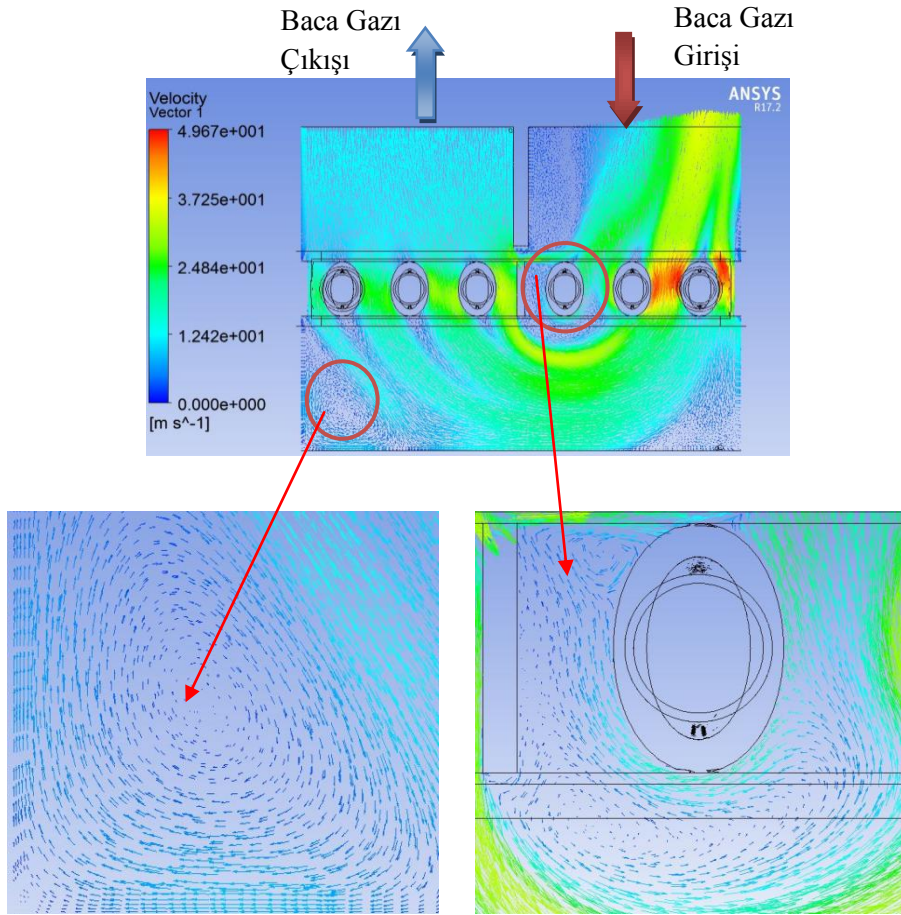 Baca Gazı
Çıkışı
Baca Gazı
Girişi
Velocity
Vector 1
ANSYS
R17.2
4.967e+001
3.725e+001
2.484e+001
1.242e+001
0.000e+000
[m s^-1]